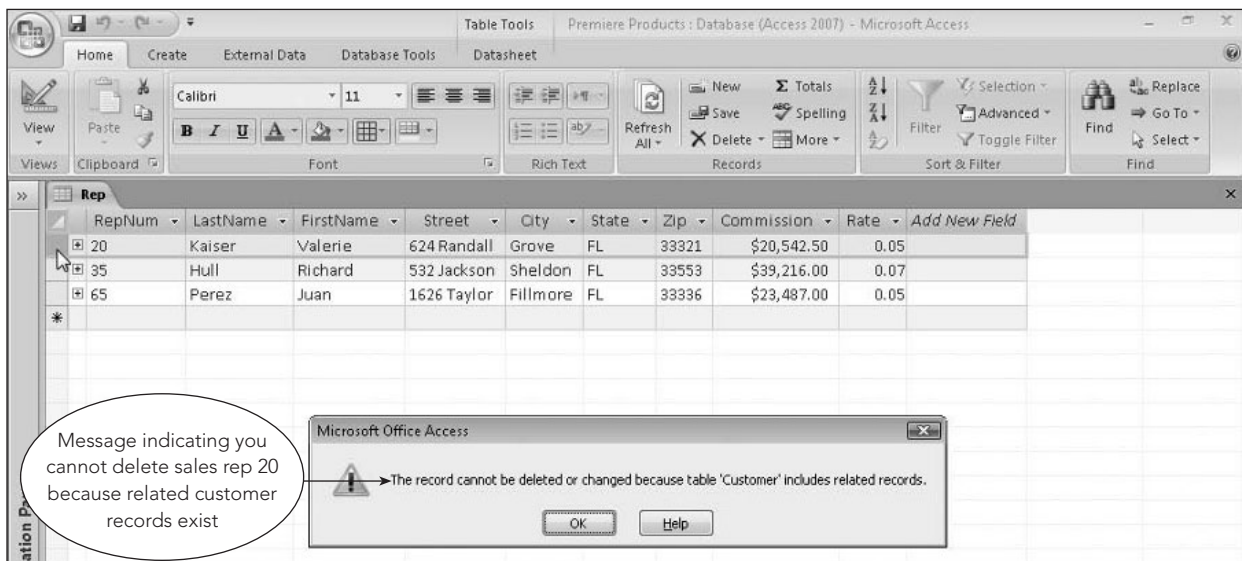 Table Tools Premiere Products : Database (Access 2007) - Microsoft Access
Home Create External Data Database Tools Datasheet
View
Views
Paste
Clipboard
Calibri 11
B I U A
Font
Rich Text
Refresh All
New Σ Totals
Save Spelling
Delete More
Records
Filter
Selection
Advanced
Toggle Filter
Sort & Filter
Find
Replace
Go To
Select
Find
Rep
RepNum LastName FirstName Street City State Zip Commission Rate Add New Field
20 Kaiser Valerie 624 Randall Grove FL 33321 $20,542.50 0.05
35 Hull Richard 532 Jackson Sheldon FL 33553 $39,216.00 0.07
65 Perez Juan 1626 Taylor Fillmore FL 33336 $23,487.00 0.05
Message indicating you
cannot delete sales rep 20
because related customer
records exist
Microsoft Office Access
The record cannot be deleted or changed because table 'Customer' includes related records.
OK Help